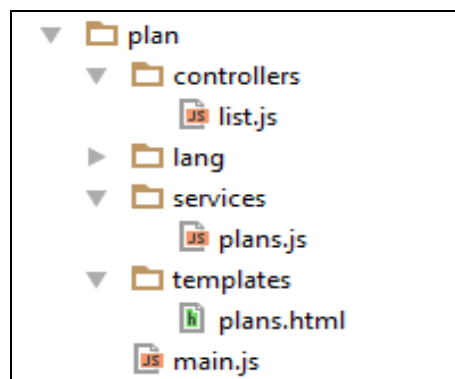 plan
controllers
list.js
lang
services
plans.js
templates
plans.html
main.js